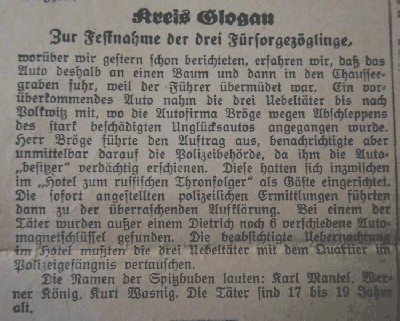 Kreis Glogau
Zur Festnahme der drei Fürsorgezöglinge,
worüber wir gestern schon berichteten, erfahren wir, daß das
Auto deshalb an einen Baum und dann in den Chaussee-
graben fuhr, weil der Führer übermüdet war. Ein vor-
überkommendes Auto nahm die drei Uebeltäter bis nach
Polkwitz mit, wo die Autofirma Bröge wegen Abschleppens
des stark beschädigten Unglücksautos angegangen wurde.
Herr Bröge führte den Auftrag aus, benachrichtigte aber
unmittelbar darauf die Polizeibehörde, da ihm die Auto-
„besitzer" verdächtig erschienen. Diese hatten sich inzwischen
im „Hotel zum russischen Thronfolger" als Gäste eingerichtet.
Die sofort angestellten polizeilichen Ermittlungen führten
dann zu der überraschenden Aufklärung. Bei einem der
Täter wurden außer einem Dietrich noch 6 verschiedene Auto-
magnetschlüssel gefunden. Die beabsichtigte Uebernachtung
im Hotel mußten die drei Uebeltäter mit dem Quartier im
Polizeigefängnis vertauschen.
Die Namen der Spitzbuben lauten: Karl Mantel, Wer-
ner König, Kurt Wasnig. Die Täter sind 17 bis 19 Jahre
alt.